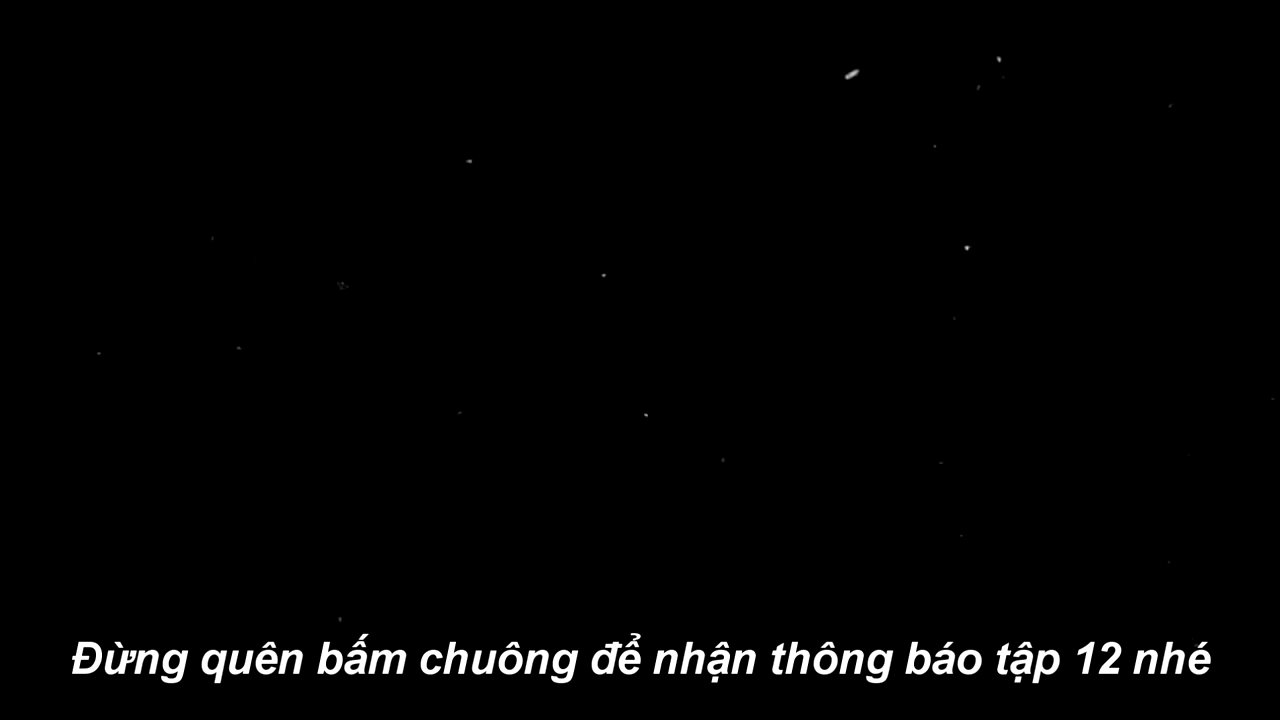 Đừng quên bấm chuông để nhận thông báo tập 12 nhé